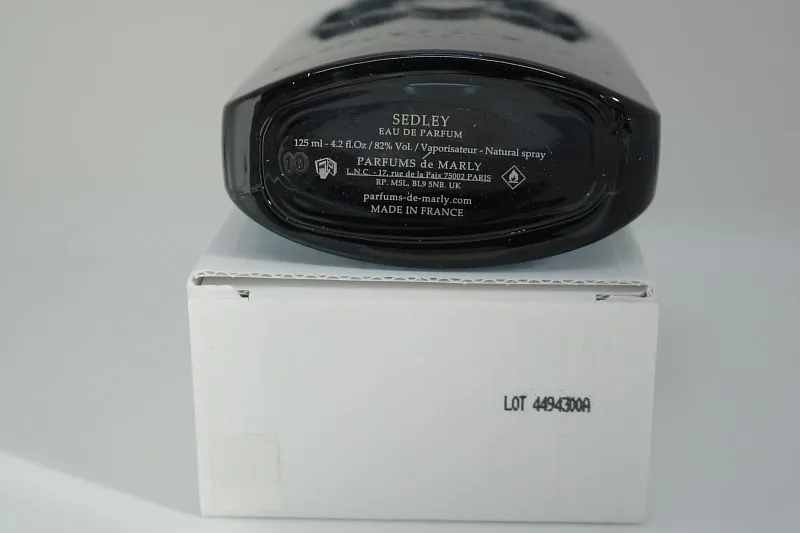 SEDLEY
EAU DE PARFUM
125 ml - 4.2 fl.Oz / 82% Vol. / Vaporisateur - Natural spray
10
PARFUMS de MARLY
L.N.C. - 17, rue de la Paix 75002 PARIS
RP. MSL, BL9 5NB. UK
parfums-de-marly.com
MADE IN FRANCE
LOT 4494300A